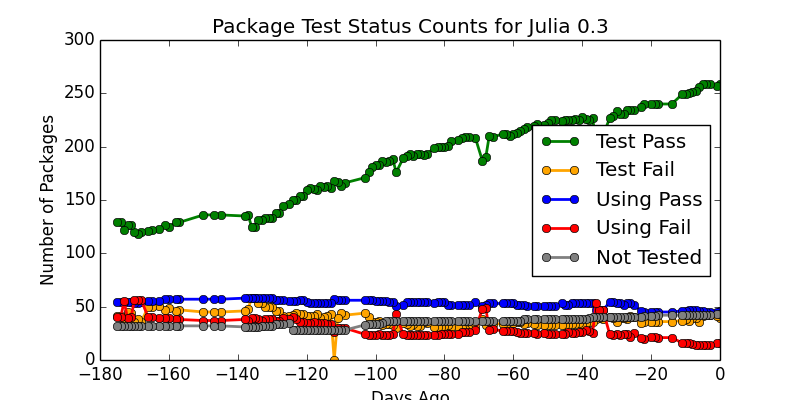 Package Test Status Counts for Julia 0.3
300
250
200
150
100
50
0
Number of Packages
Test Pass
Test Fail
Using Pass
Using Fail
Not Tested
−180 −160 −140 −120 −100 −80 −60 −40 −20 0
Days Ago